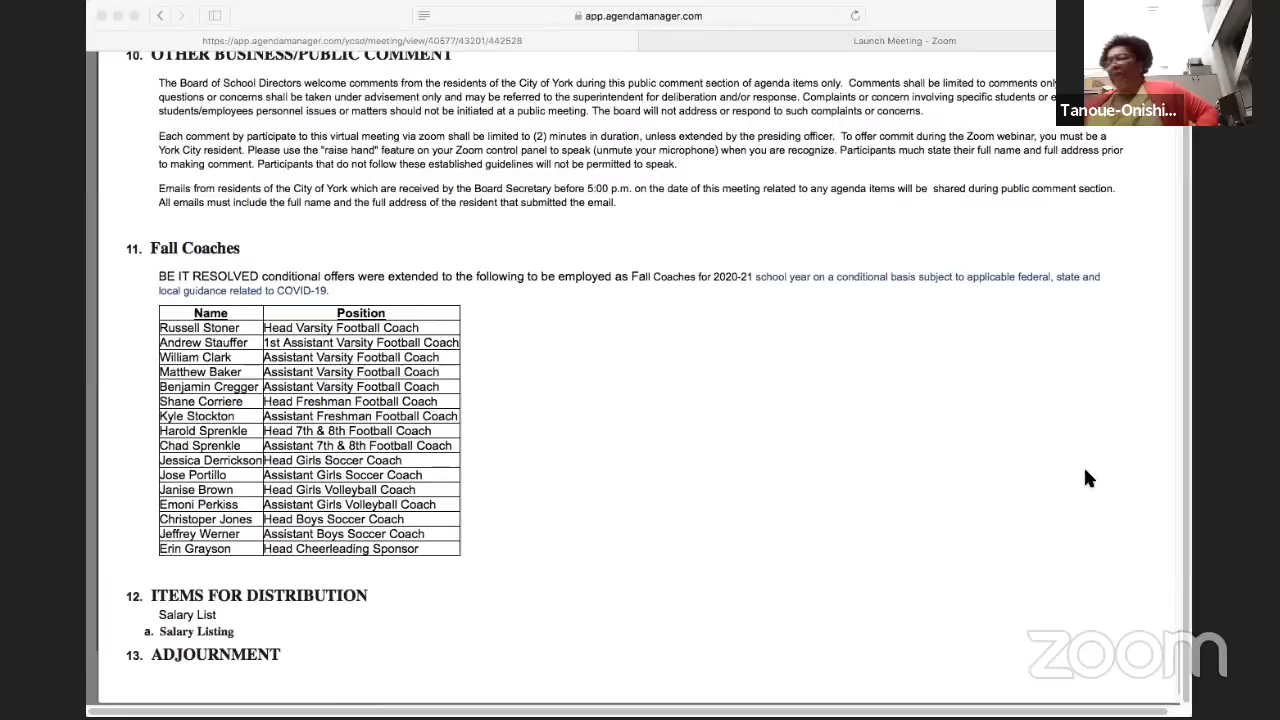 app.agendamanager.com
https://app.agendamanager.com/ycsd/meeting/view/40577/43201/442528
Launch Meeting - Zoom
10. OTHER BUSINESS/PUBLIC COMMENT
The Board of School Directors welcome comments from the residents of the City of York during this public comment section of agenda items only. Comments shall be limited to comments only
questions or concerns shall be taken under advisement only and may be referred to the superintendent for deliberation and/or response. Complaints or concern involving specific students or
students/employees personnel issues or matters should not be initiated at a public meeting. The board will not address or respond to such complaints or concerns.
Tanoue-Onishi...
Each comment by participate to this virtual meeting via zoom shall be limited to (2) minutes in duration, unless extended by the presiding officer. To offer commit during the Zoom webinar, you must be a
York City resident. Please use the "raise hand" feature on your Zoom control panel to speak (unmute your microphone) when you are recognize. Participants much state their full name and full address prior
to making comment. Participants that do not follow these established guidelines will not be permitted to speak.
Emails from residents of the City of York which are received by the Board Secretary before 5:00 p.m. on the date of this meeting related to any agenda items will be shared during public comment section.
All emails must include the full name and the full address of the resident that submitted the email.
11. Fall Coaches
BE IT RESOLVED conditional offers were extended to the following to be employed as Fall Coaches for 2020-21 school year on a conditional basis subject to applicable federal, state and
local guidance related to COVID-19.
Name Position
Russell Stoner Head Varsity Football Coach
Andrew Stauffer 1st Assistant Varsity Football Coach
William Clark Assistant Varsity Football Coach
Matthew Baker Assistant Varsity Football Coach
Benjamin Cregger Assistant Varsity Football Coach
Shane Corriere Head Freshman Football Coach
Kyle Stockton Assistant Freshman Football Coach
Harold Sprenkle Head 7th & 8th Football Coach
Chad Sprenkle Assistant 7th & 8th Football Coach
Jessica Derrickson Head Girls Soccer Coach
Jose Portillo Assistant Girls Soccer Coach
Janise Brown Head Girls Volleyball Coach
Emoni Perkiss Assistant Girls Volleyball Coach
Christoper Jones Head Boys Soccer Coach
Jeffrey Werner Assistant Boys Soccer Coach
Erin Grayson Head Cheerleading Sponsor
12. ITEMS FOR DISTRIBUTION
Salary List
a. Salary Listing
13. ADJOURNMENT
zoom